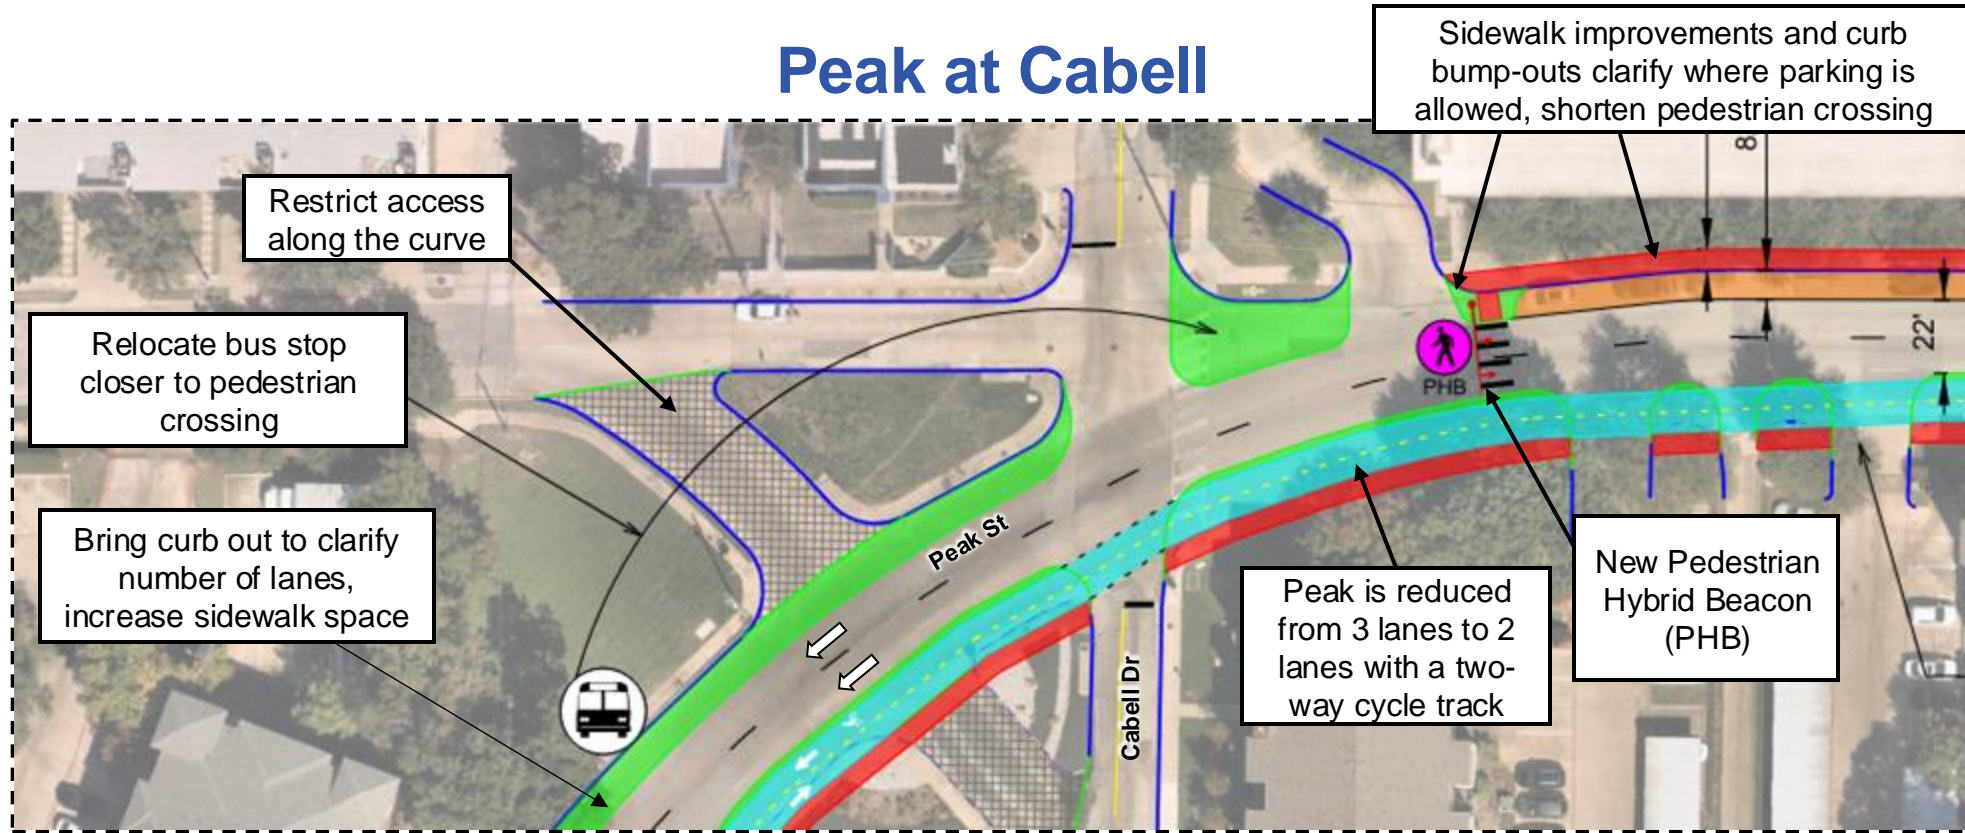 Peak at Cabell
Sidewalk improvements and curb
bump-outs clarify where parking is
allowed, shorten pedestrian crossing
8
Restrict access
along the curve
Relocate bus stop
closer to pedestrian
crossing
PHB
22'
Bring curb out to clarify
number of lanes,
increase sidewalk space
Peak St
Cabell Dr
Peak is reduced
from 3 lanes to 2
lanes with a two-
way cycle track
New Pedestrian
Hybrid Beacon
(PHB)